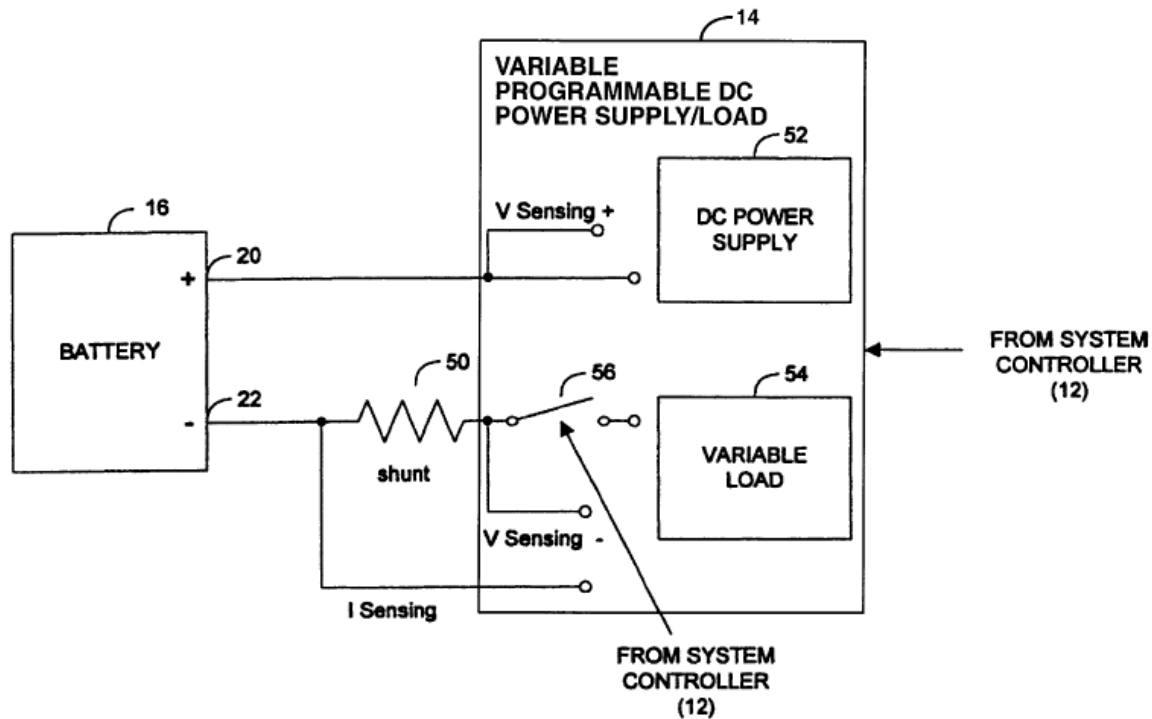 14
VARIABLE
PROGRAMMABLE DC
POWER SUPPLY/LOAD
52
16
V Sensing +
DC POWER
SUPPLY
20
+
BATTERY
FROM SYSTEM
CONTROLLER
(12)
50
56
54
22
-
VARIABLE
LOAD
shunt
V Sensing -
I Sensing
FROM SYSTEM
CONTROLLER
(12)